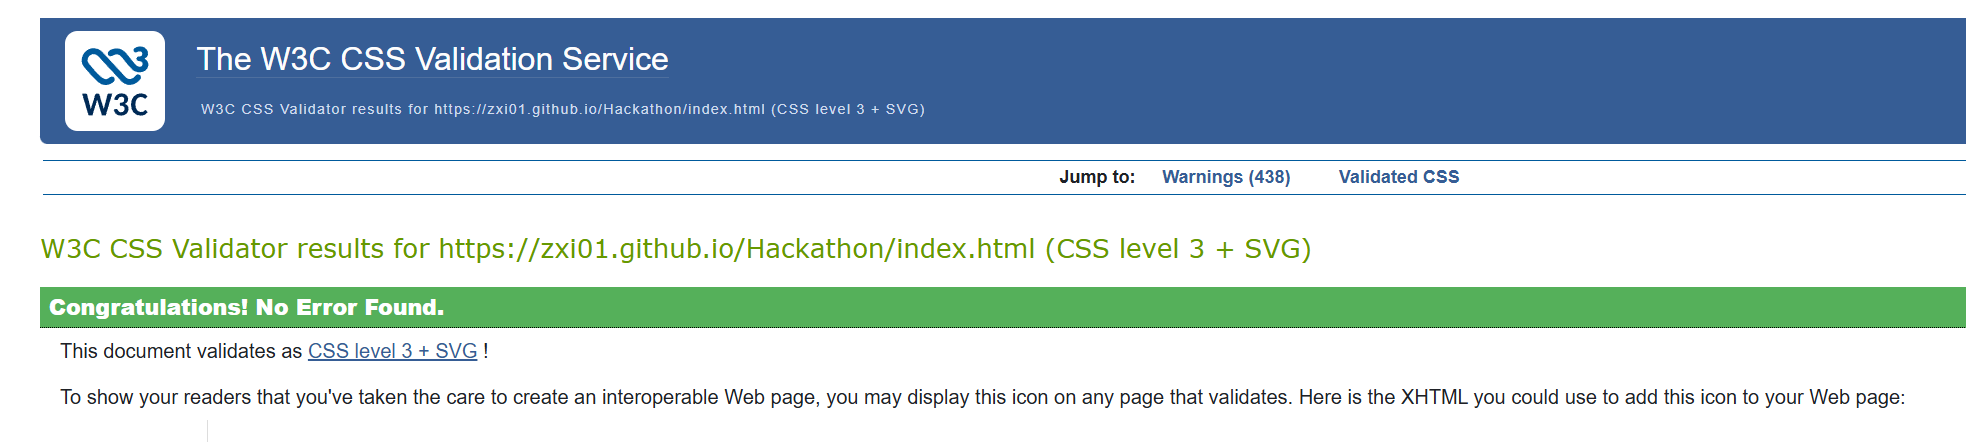 The W3C CSS Validation Service
W3C
W3C CSS Validator results for https://zxi01.github.io/Hackathon/index.html (CSS level 3 + SVG)
Jump to: Warnings (438) Validated CSS
W3C CSS Validator results for https://zxi01.github.io/Hackathon/index.html (CSS level 3 + SVG)
Congratulations! No Error Found.
This document validates as CSS level 3 + SVG !
To show your readers that you've taken the care to create an interoperable Web page, you may display this icon on any page that validates. Here is the XHTML you could use to add this icon to your Web page: